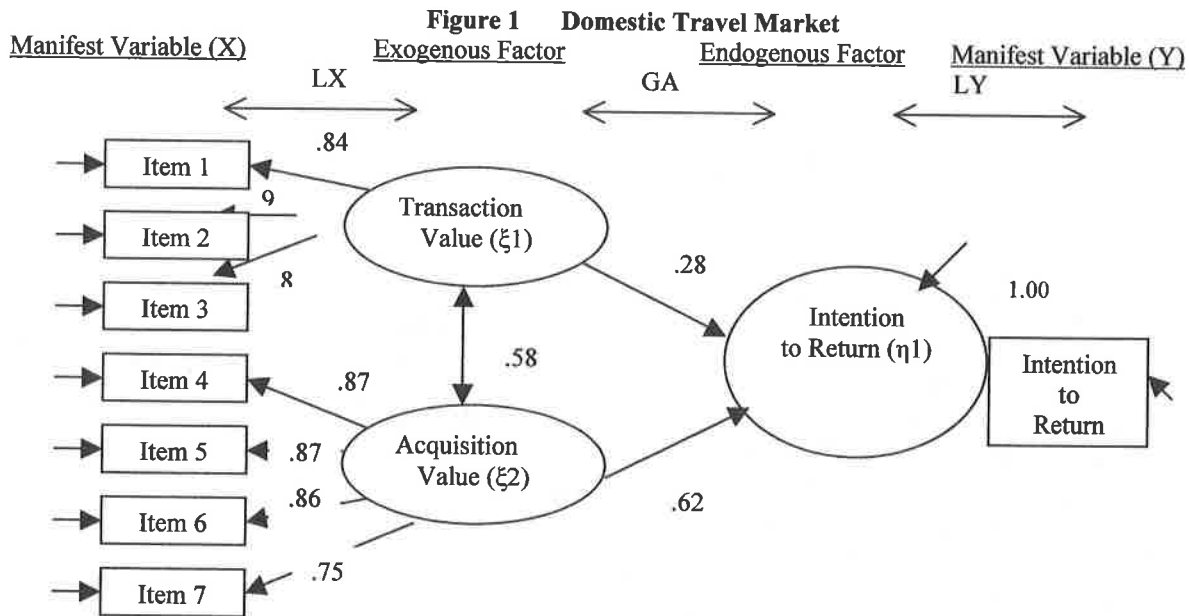 Figure 1 Domestic Travel Market
Manifest Variable (X) Exogenous Factor Endogenous Factor Manifest Variable (Y)
LX GA LY
.84
Item 1
9
Item 2
8
Item 3
Transaction
Value (ξ1)
.28
1.00
Intention
to Return (η1)
Intention
to
Return
.58
.87
Item 4
.87
Item 5
Acquisition
Value (ξ2)
.86
Item 6
.62
.75
Item 7